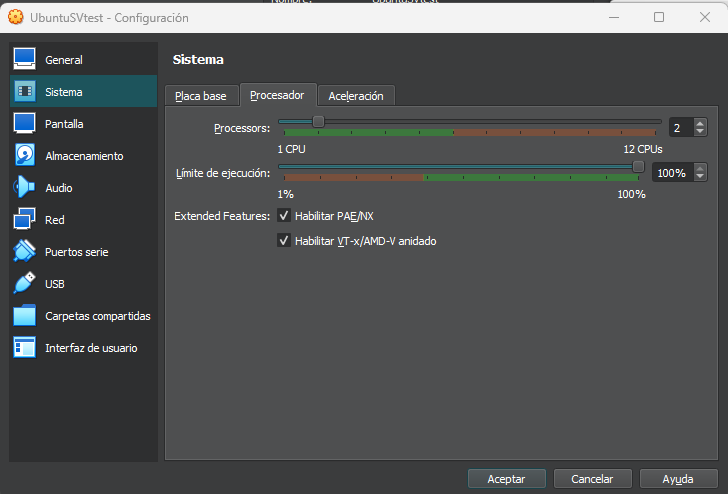 Nombre: UbuntuSVtest
UbuntuSVtest - Configuración
General
Sistema
Pantalla
Almacenamiento
Audio
Red
Puertos serie
USB
Carpetas compartidas
Interfaz de usuario
Sistema
Placa base Procesador Aceleración
Processors: 2
1 CPU 12 CPUs
Límite de ejecución: 100%
1% 100%
Extended Features: Habilitar PAE/NX
Habilitar VT-x/AMD-V anidado
Aceptar Cancelar Ayuda